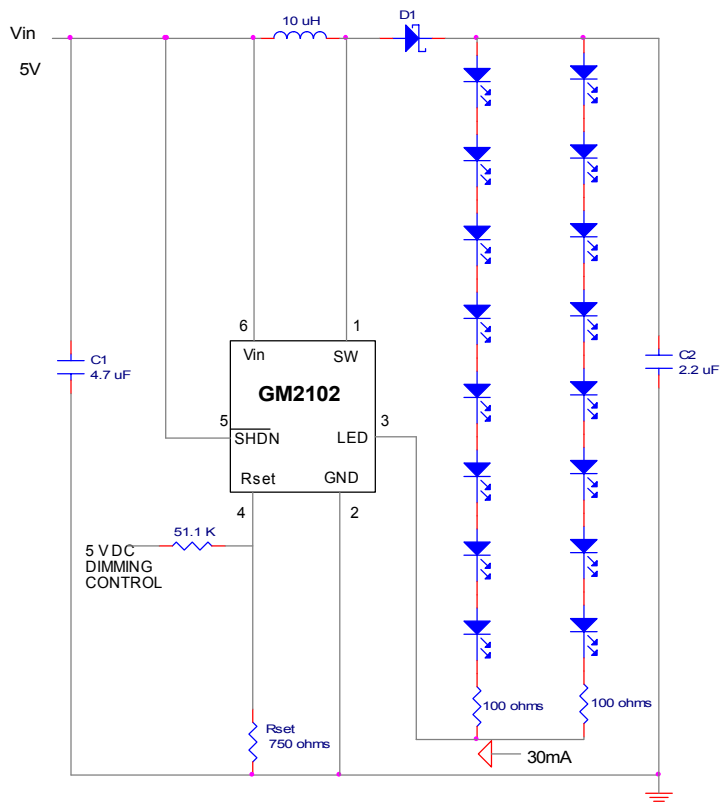 Vin
5V
10 uH
D1
6
1
Vin
SW
C1
4.7 uF
C2
2.2 uF
GM2102
5
3
SHDN
LED
Rset
GND
4
2
51.1 K
5 V DC
DIMMING
CONTROL
100 ohms
100 ohms
Rset
750 ohms
30mA